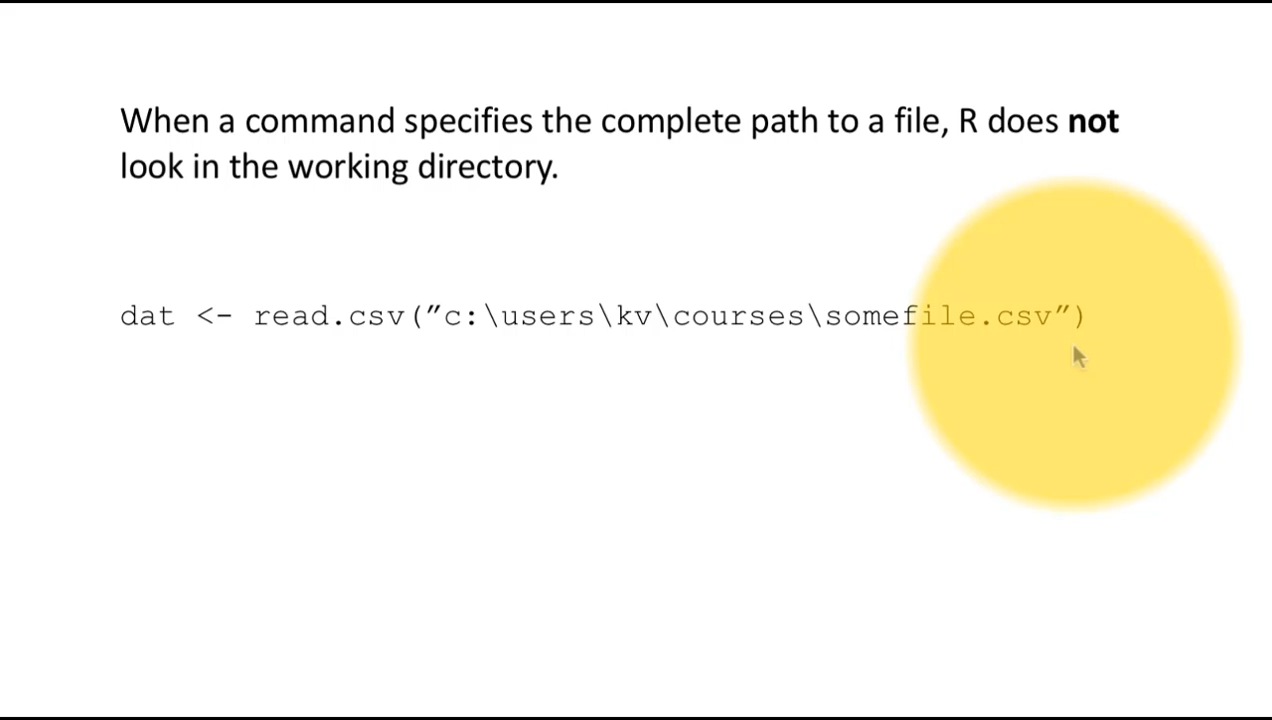 When a command specifies the complete path to a file, R does not
look in the working directory.
dat <- read.csv(”c:\users\kv\courses\somefile.csv”)